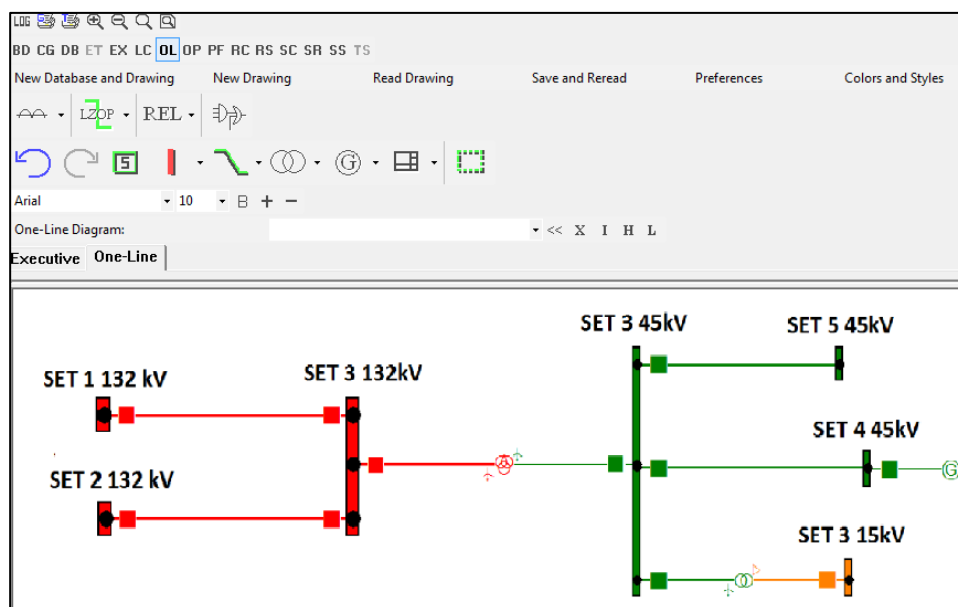 LOG
BD CG DB ET EX LC OL OP PF RC RS SC SR SS TS
New Database and Drawing New Drawing Read Drawing Save and Reread Preferences Colors and Styles
LZOP REL
S G
Arial 10 B + −
One-Line Diagram: << X I H L
Executive One-Line
SET 3 45kV SET 5 45kV
SET 1 132 kV SET 3 132kV
SET 4 45kV
SET 2 132 kV
G
SET 3 15kV